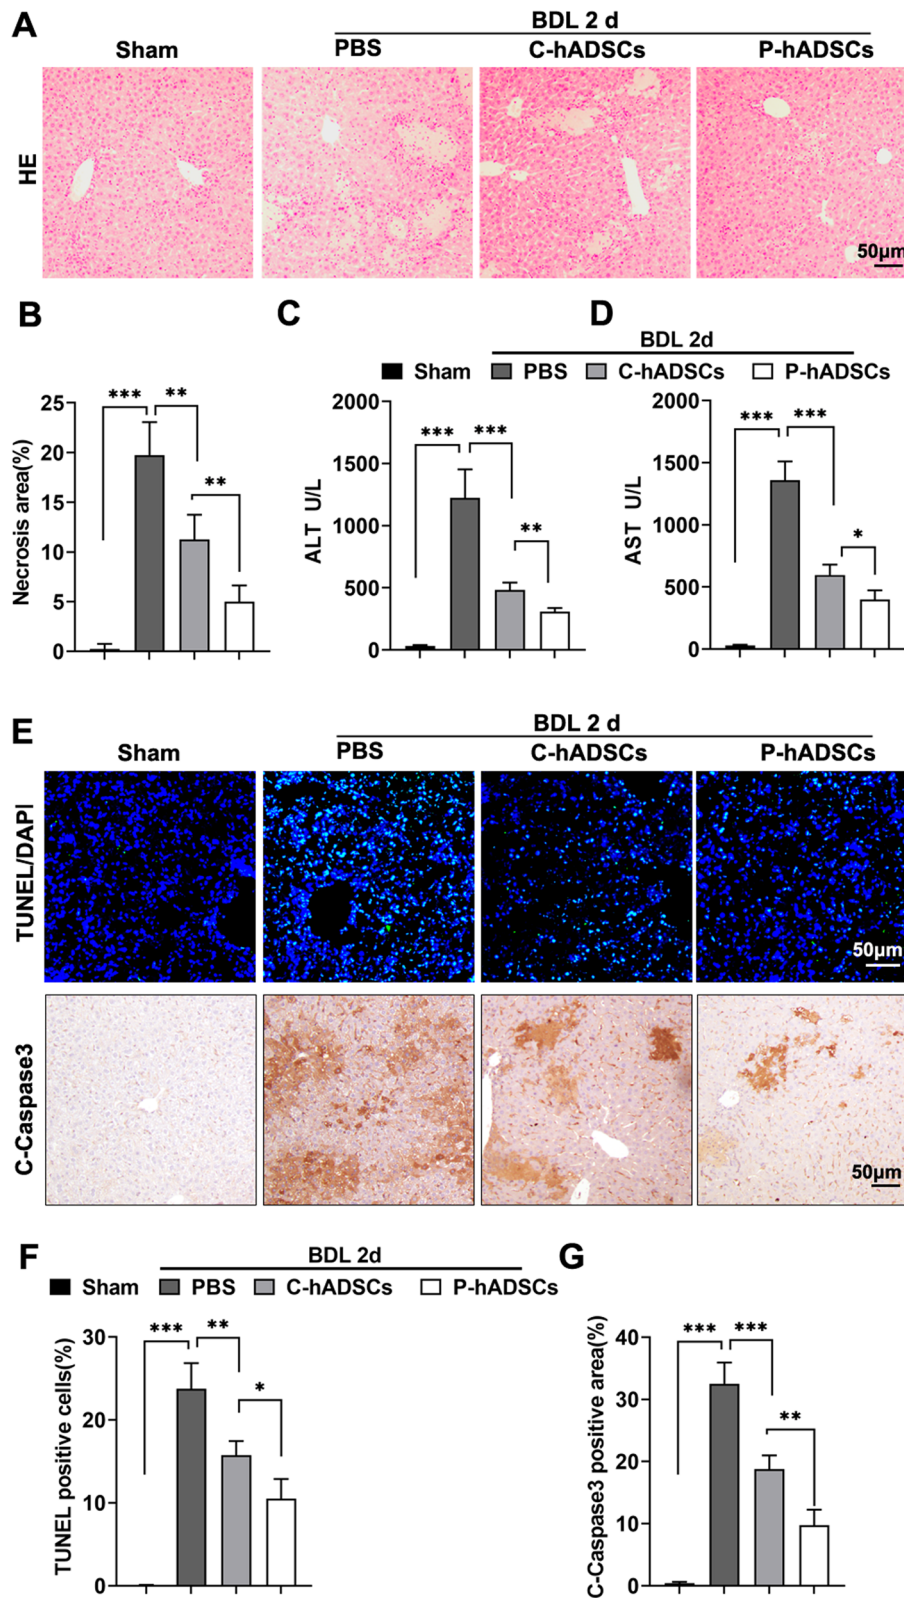 A
BDL 2 d
Sham PBS C-hADSCs P-hADSCs
HE
50μm
B C D
BDL 2d
Sham PBS C-hADSCs P-hADSCs
Necrosis area(%)
25
20
15
10
5
0
*** ** **
ALT U/L
2000
1500
1000
500
0
*** *** **
AST U/L
2000
1500
1000
500
0
*** *** *
E
BDL 2 d
Sham PBS C-hADSCs P-hADSCs
TUNEL/DAPI
50μm
C-Caspase3
50μm
F G
BDL 2d
Sham PBS C-hADSCs P-hADSCs
TUNEL positive cells(%)
30
20
10
0
*** ** *
C-Caspase3 positive area(%)
40
30
20
10
0
*** *** **